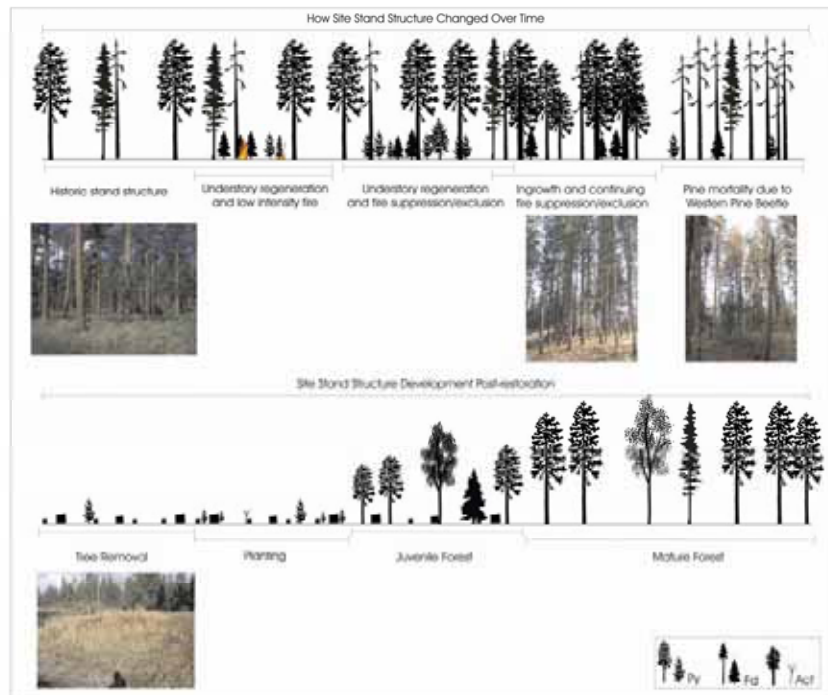 How Site Stand Structure Changed Over Time
Historic stand structure
Understory regeneration
and low intensity fire
Understory regeneration
and fire suppression/exclusion
Ingrowth and continuing
fire suppression/exclusion
Pine mortality due to
Western Pine Beetle
Site Stand Structure Development Post-restoration
Tree Removal
Planting
Juvenile Forest
Mature Forest
Py
Fd
Act